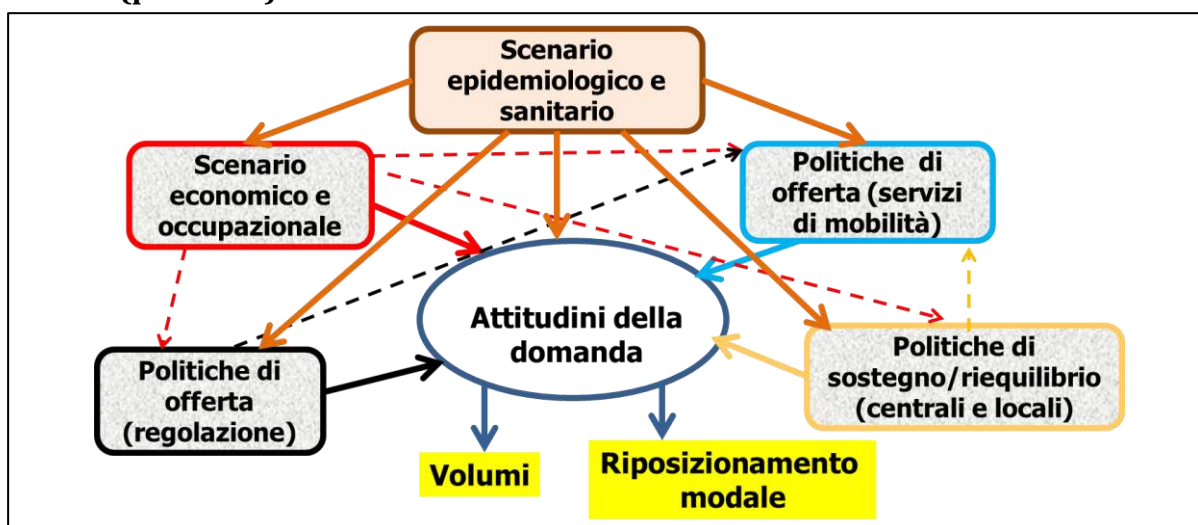 Scenario
epidemiologico e
sanitario
Scenario
economico e
occupazionale
Politiche di
offerta (servizi
di mobilità)
Attitudini della
domanda
Politiche di
offerta
(regolazione)
Politiche di
sostegno/riequilibrio
(centrali e locali)
Volumi
Riposizionamento
modale